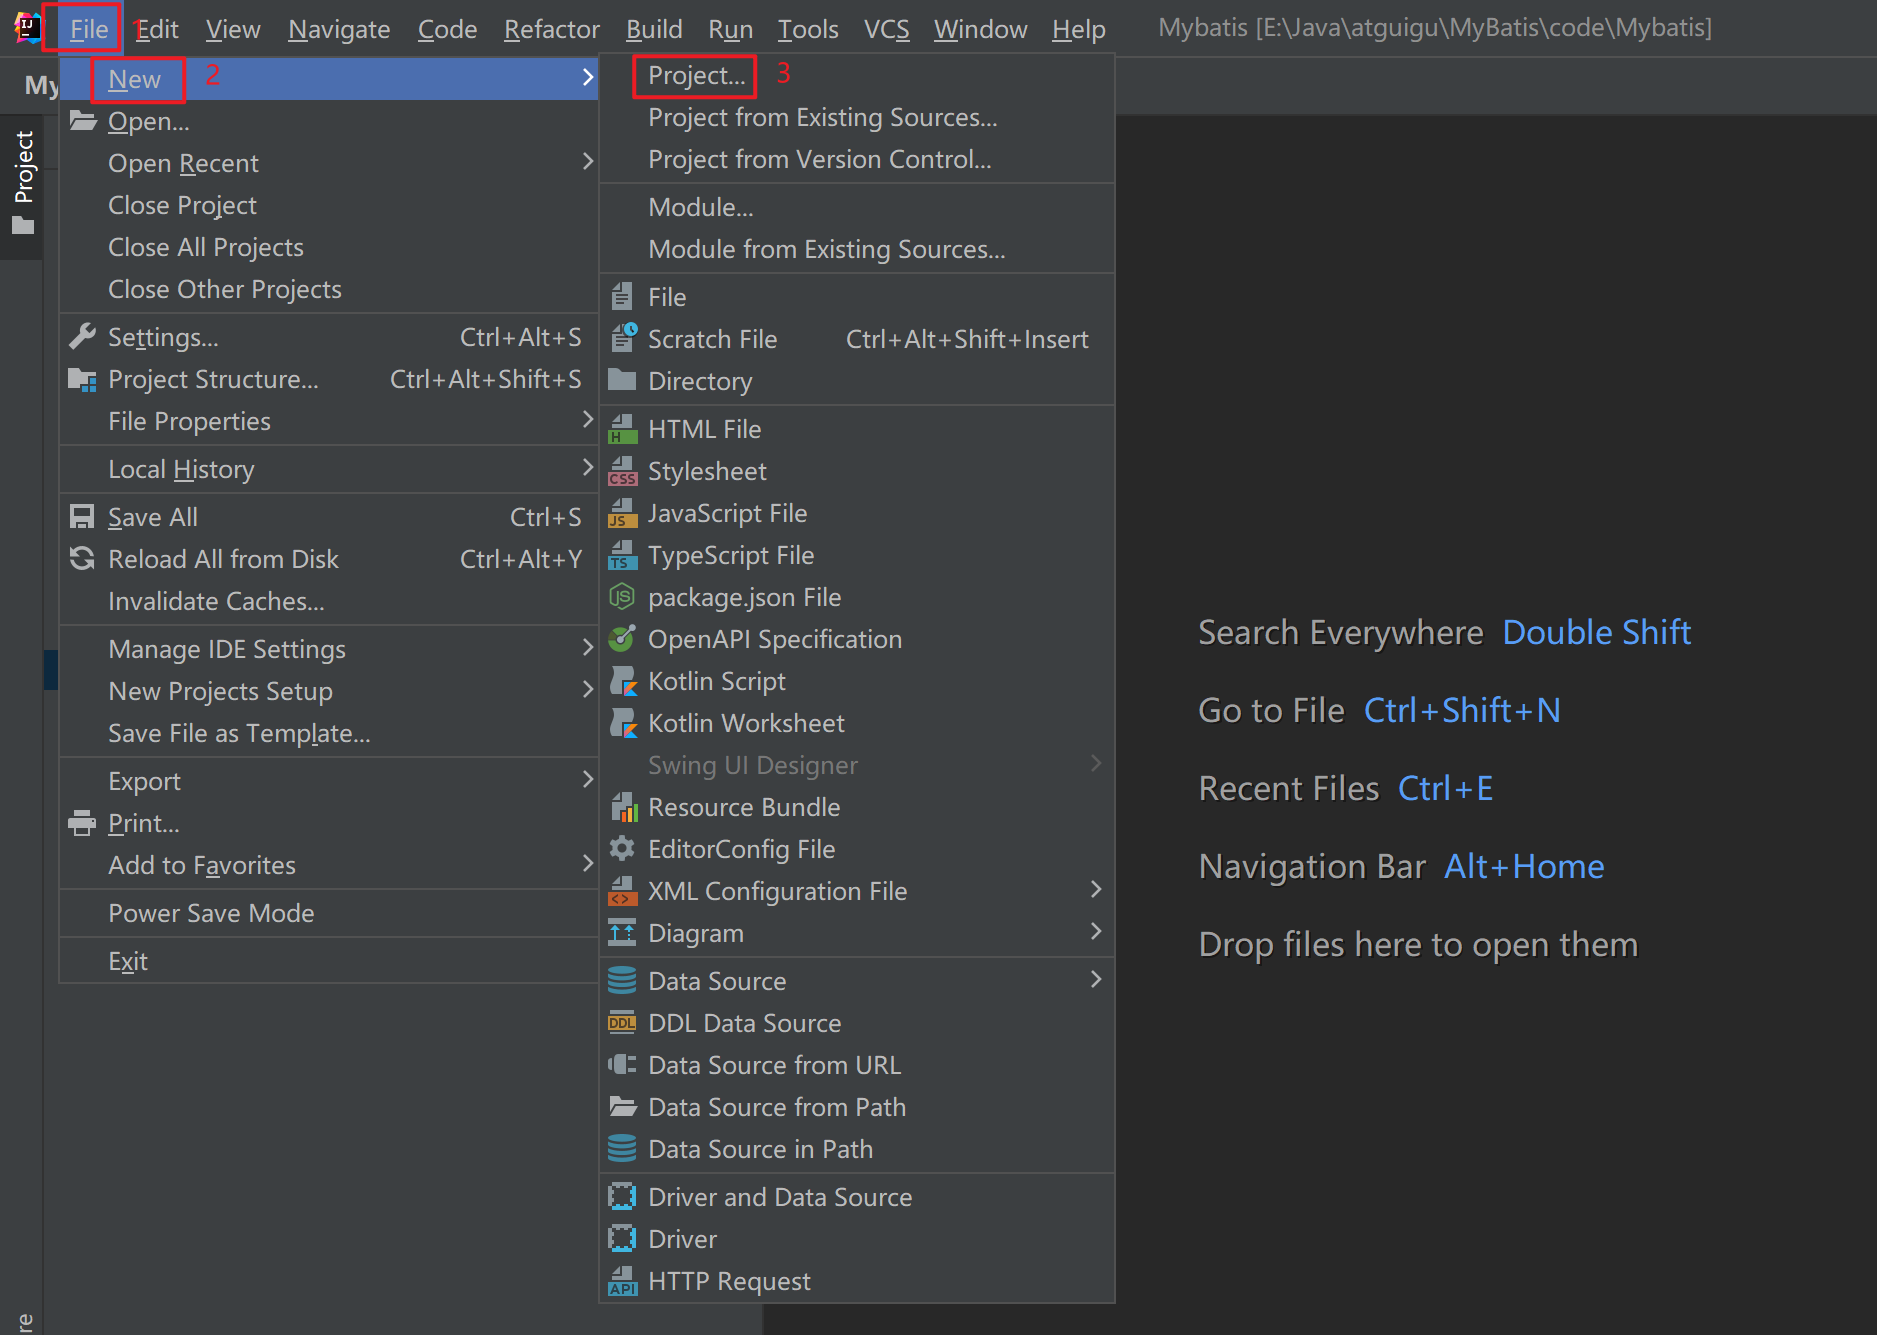 File 1 Edit View Navigate Code Refactor Build Run Tools VCS Window Help Mybatis [E:\Java\atguigu\MyBatis\code\Mybatis]
My
Project
New 2
Open...
Open Recent
Close Project
Close All Projects
Close Other Projects
Settings... Ctrl+Alt+S
Project Structure... Ctrl+Alt+Shift+S
File Properties
Local History
Save All Ctrl+S
Reload All from Disk Ctrl+Alt+Y
Invalidate Caches...
Manage IDE Settings
New Projects Setup
Save File as Template...
Export
Print...
Add to Favorites
Power Save Mode
Exit
Project... 3
Project from Existing Sources...
Project from Version Control...
Module...
Module from Existing Sources...
File
Scratch File Ctrl+Alt+Shift+Insert
Directory
HTML File
Stylesheet
JavaScript File
TypeScript File
package.json File
OpenAPI Specification
Kotlin Script
Kotlin Worksheet
Swing UI Designer
Resource Bundle
EditorConfig File
XML Configuration File
Diagram
Data Source
DDL Data Source
Data Source from URL
Data Source from Path
Data Source in Path
Driver and Data Source
Driver
HTTP Request
Search Everywhere Double Shift
Go to File Ctrl+Shift+N
Recent Files Ctrl+E
Navigation Bar Alt+Home
Drop files here to open them
re